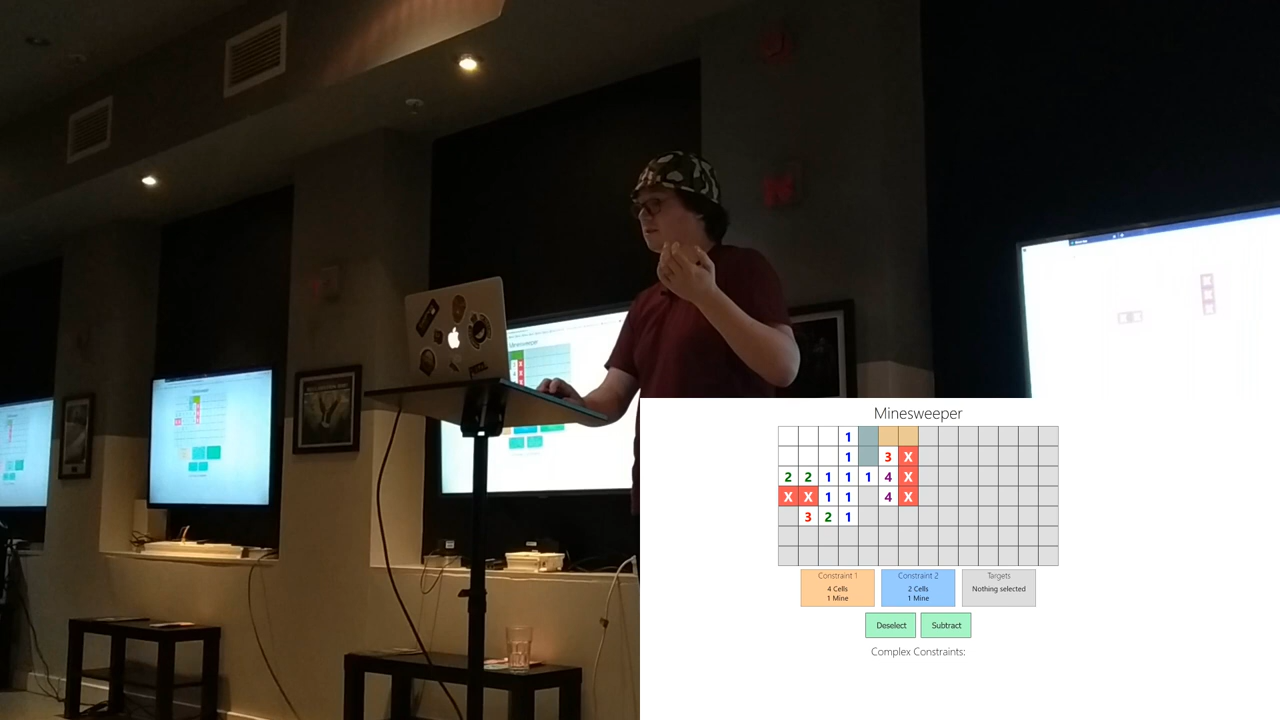 Minesweeper
1
1 3 X
2 2 1 1 1 4 X
X X 1 1 4 X
3 2 1
Constraint 1
4 Cells
1 Mine
Constraint 2
2 Cells
1 Mine
Targets
Nothing selected
Deselect
Subtract
Complex Constraints:
Minesweeper